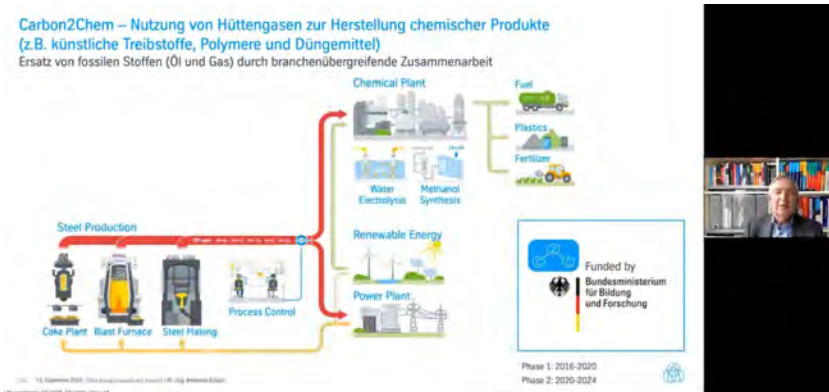 Carbon2Chem – Nutzung von Hüttengasen zur Herstellung chemischer Produkte
(z.B. künstliche Treibstoffe, Polymere und Düngemittel)
Ersatz von fossilen Stoffen (Öl und Gas) durch branchenübergreifende Zusammenarbeit
Chemical Plant
Fuel
Plastics
Fertilizer
Water
Electrolysis
Methanol
Synthesis
Steel Production
Renewable Energy
Process Control
Power Plant
Coke Plant
Blast Furnace
Steel Making
Funded by
Bundesministerium
für Bildung
und Forschung
Phase 1: 2016-2020
Phase 2: 2020-2024